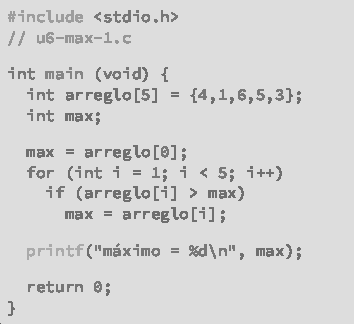 #include <stdio.h>
// u6-max-1.c
int main (void) {
int arreglo[5] = {4,1,6,5,3};
int max;
max = arreglo[0];
for (int i = 1; i < 5; i++)
if (arreglo[i] > max)
max = arreglo[i];
printf("máximo = %d\n", max);
return 0;
}